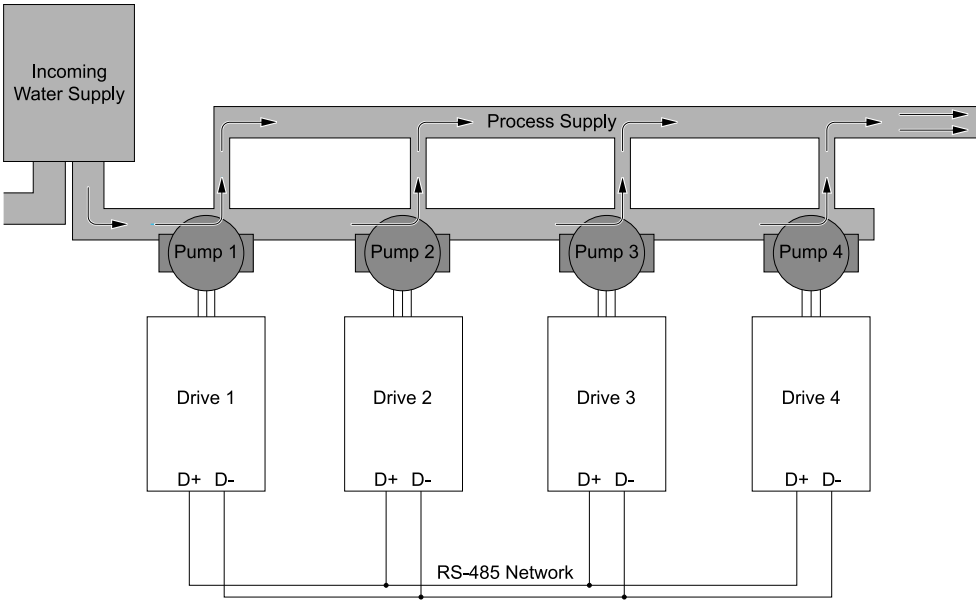 Incoming
Water Supply
Process Supply
Pump 1
Pump 2
Pump 3
Pump 4
Drive 1
Drive 2
Drive 3
Drive 4
D+ D-
D+ D-
D+ D-
D+ D-
RS-485 Network